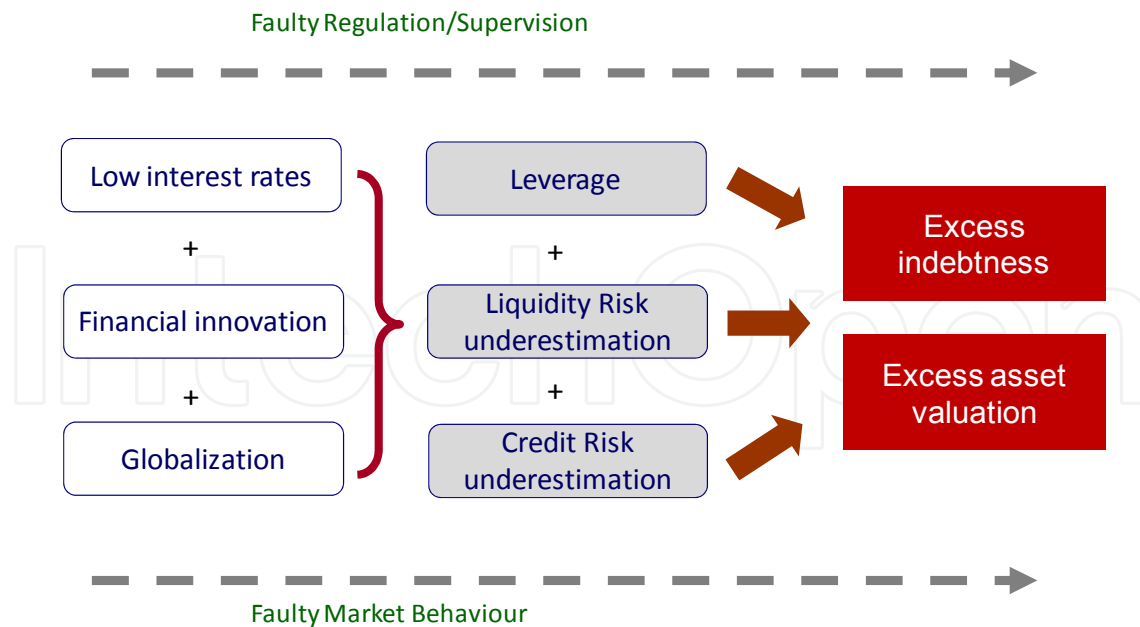 Faulty Regulation/Supervision
Low interest rates
+
Financial innovation
+
Globalization
Leverage
+
Liquidity Risk
underestimation
+
Credit Risk
underestimation
Excess
indebtness
Excess asset
valuation
Faulty Market Behaviour
IntechOpen